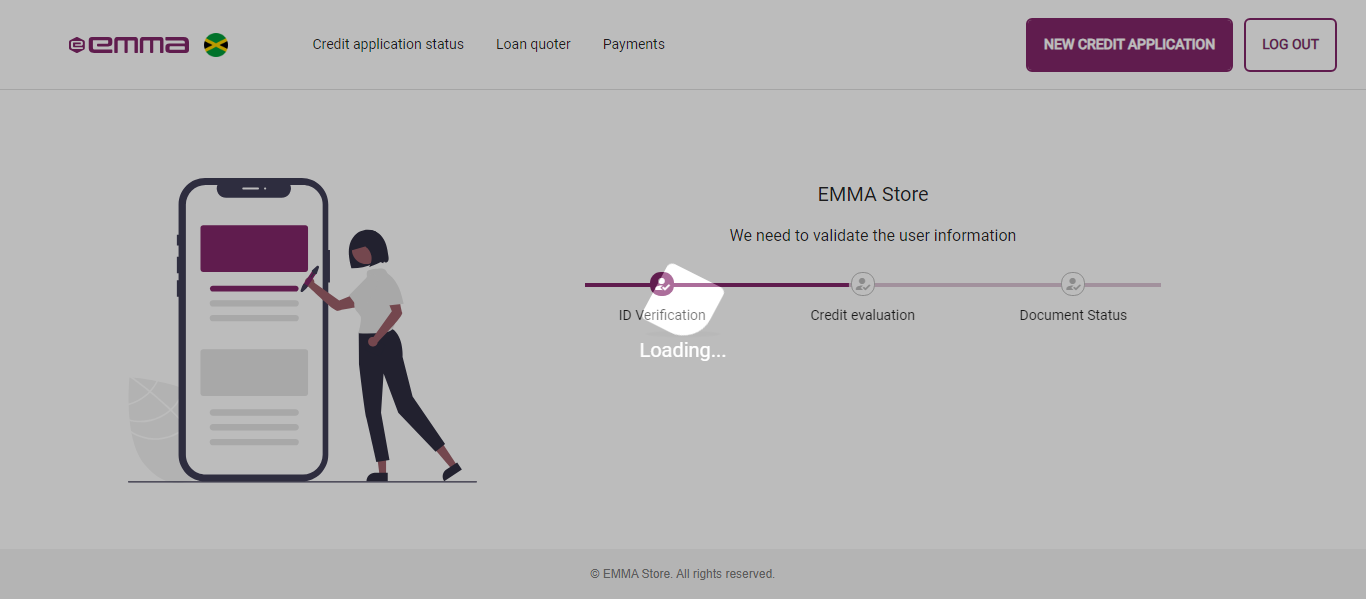 emma
Credit application status
Loan quoter
Payments
NEW CREDIT APPLICATION
LOG OUT
EMMA Store
We need to validate the user information
ID Verification
Credit evaluation
Document Status
Loading...
© EMMA Store. All rights reserved.